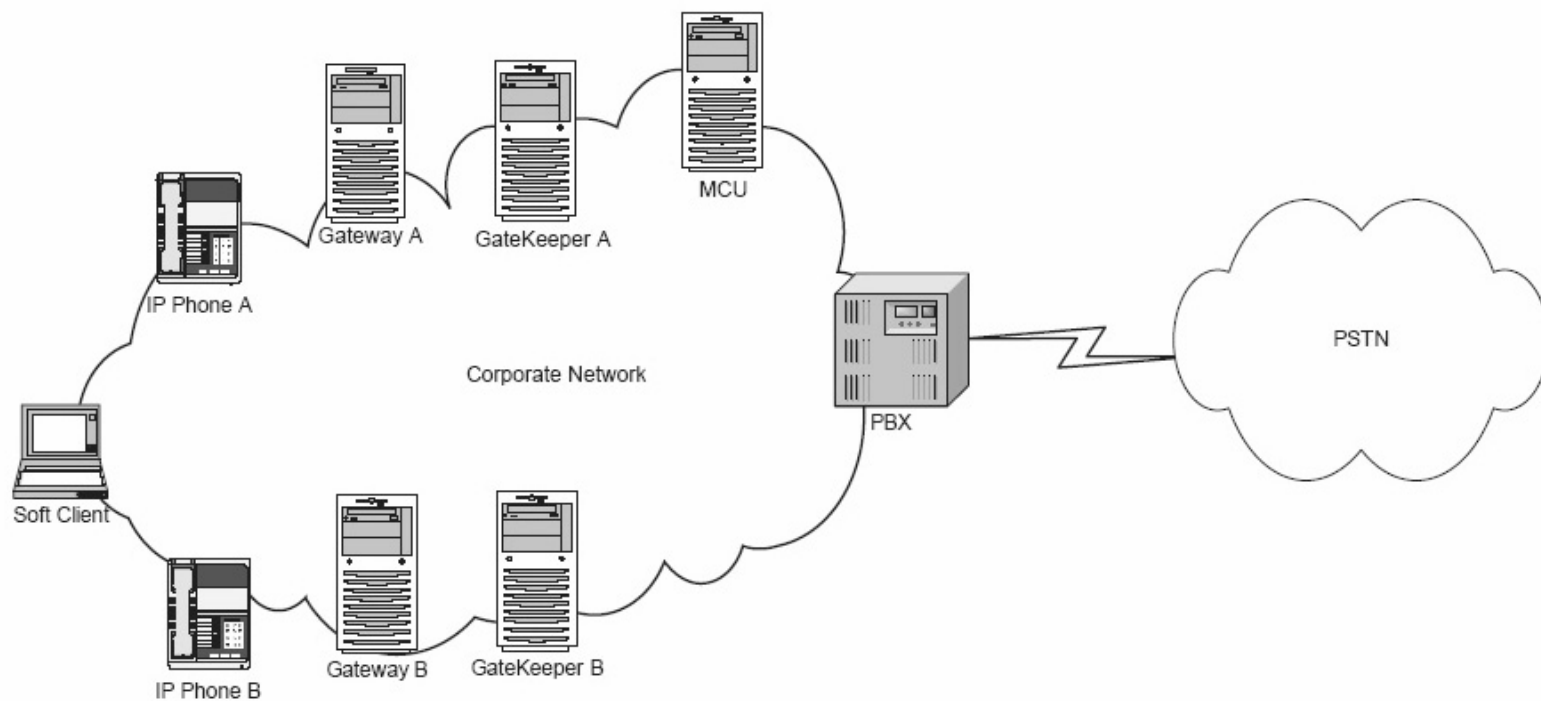 MCU
Gateway A
GateKeeper A
IP Phone A
PSTN
Corporate Network
PBX
Soft Client
Gateway B
GateKeeper B
IP Phone B